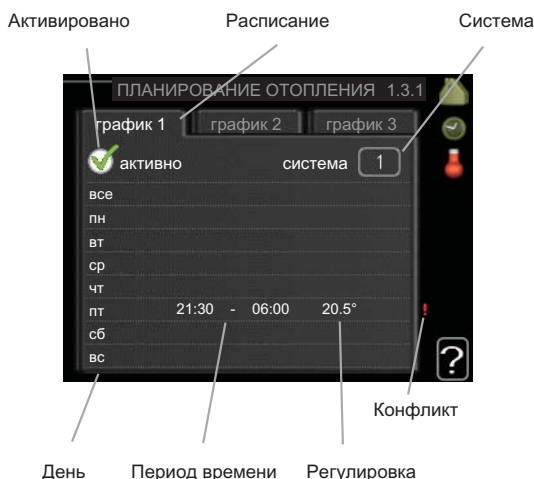 Активировано Расписание Система
ПЛАНИРОВАНИЕ ОТОПЛЕНИЯ 1.3.1
график 1 график 2 график 3
активно система 1
все
пн
вт
ср
чт
пт 21:30 - 06:00 20.5° !
сб
вс
?
Конфликт
День Период времени Регулировка